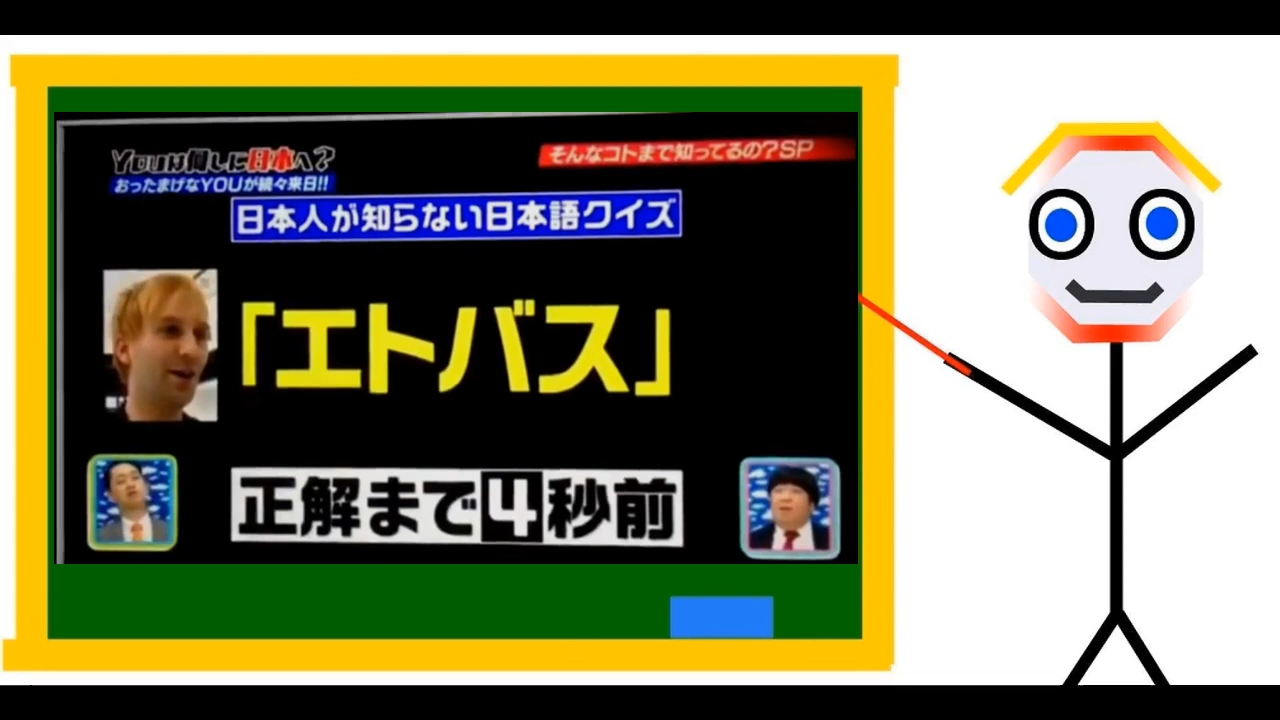 YOUは何しに日本へ?
そんなコトまで知ってるの?SP
おったまげなYOUが続々来日!!
日本人が知らない日本語クイズ
「エトバス」
正解まで4秒前